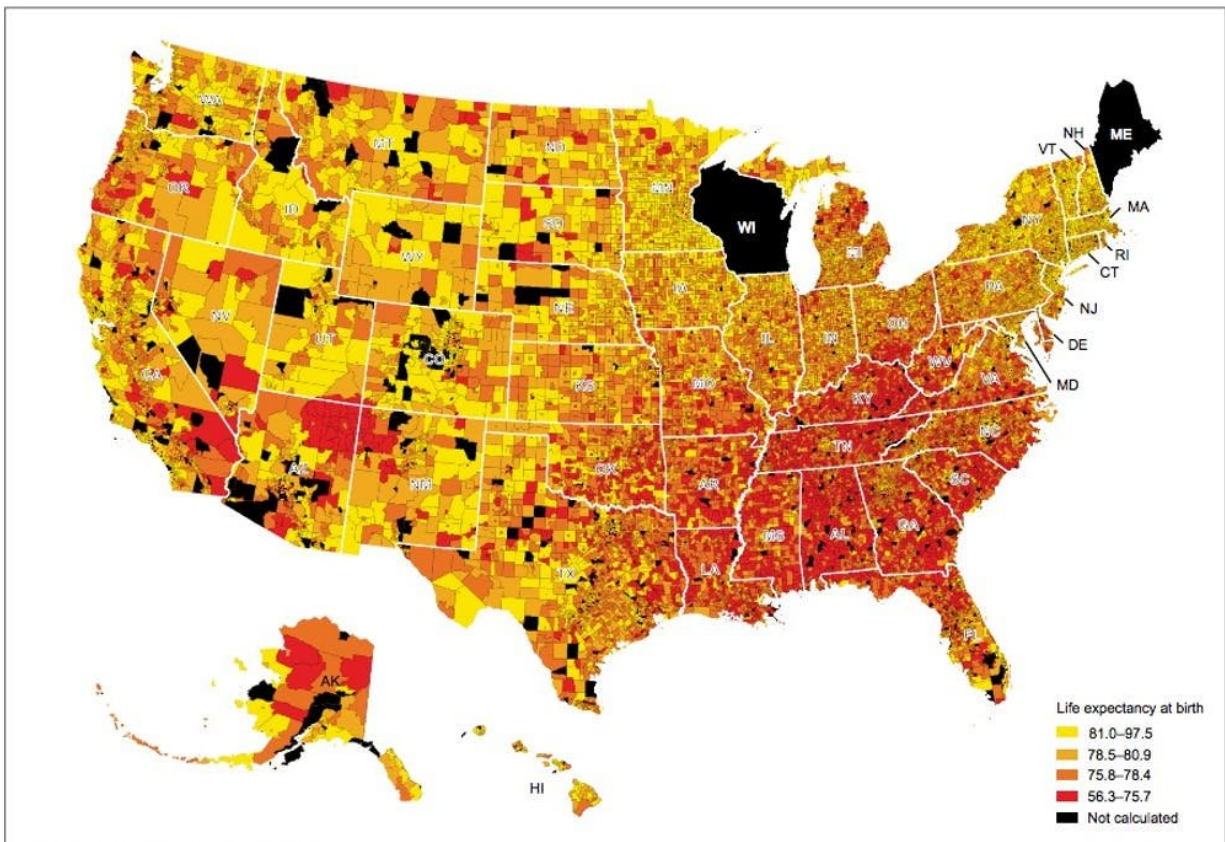 WA
MT
ND
MN
OR
ID
SD
WY
WI
MI
NY
VT
NH
ME
MA
RI
CT
NJ
DE
MD
PA
IA
NE
NV
UT
CO
CA
KS
MO
IL
IN
OH
WV
VA
KY
NC
TN
SC
AZ
NM
OK
AR
TX
LA
MS
AL
GA
FL
AK
HI
Life expectancy at birth
81.0–97.5
78.5–80.9
75.8–78.4
56.3–75.7
Not calculated